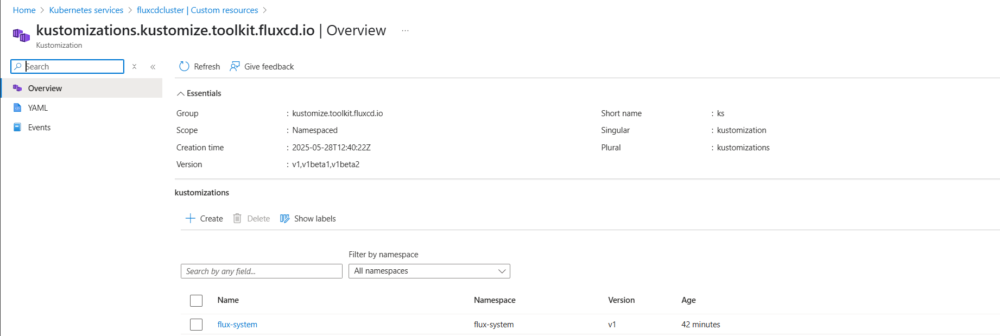 Home > Kubernetes services > fluxcdcluster | Custom resources >
kustomizations.kustomize.toolkit.fluxcd.io | Overview ...
Kustomization
Search
Refresh Give feedback
Overview
YAML
Events
Essentials
Group : kustomize.toolkit.fluxcd.io Short name : ks
Scope : Namespaced Singular : kustomization
Creation time : 2025-05-28T12:40:22Z Plural : kustomizations
Version : v1,v1beta1,v1beta2
kustomizations
Create Delete Show labels
Filter by namespace
Search by any field... All namespaces
Name Namespace Version Age
flux-system flux-system v1 42 minutes